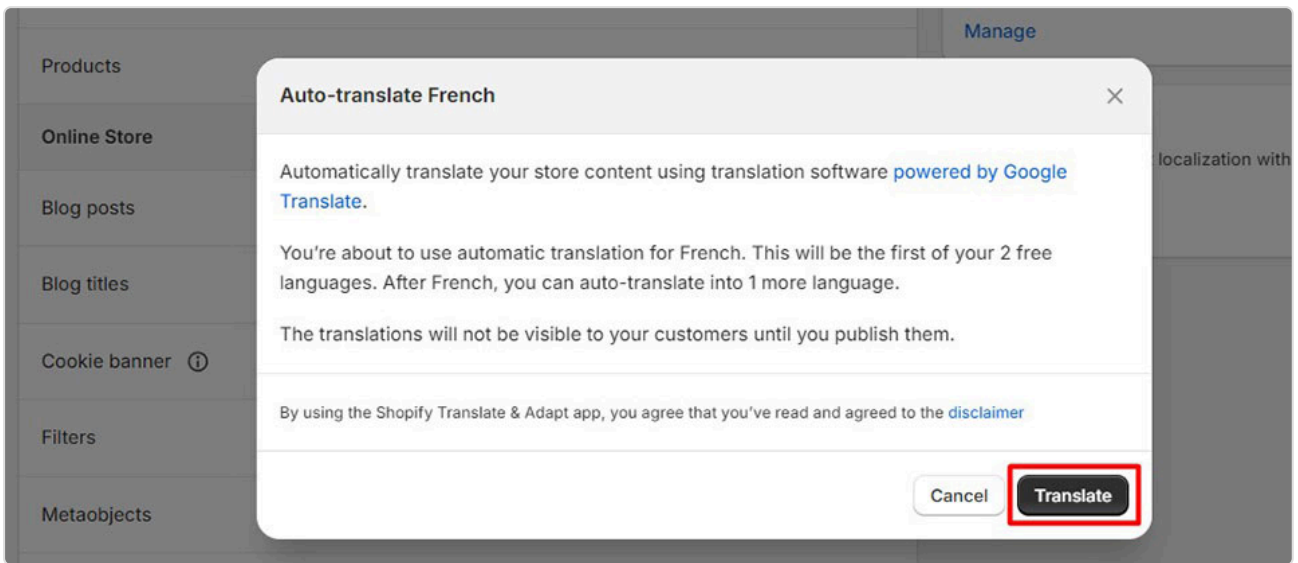 Manage
Products
Auto-translate French
Online Store
Automatically translate your store content using translation software powered by Google
Translate.
localization with
Blog posts
You’re about to use automatic translation for French. This will be the first of your 2 free
languages. After French, you can auto-translate into 1 more language.
Blog titles
The translations will not be visible to your customers until you publish them.
Cookie banner
By using the Shopify Translate & Adapt app, you agree that you’ve read and agreed to the disclaimer
Filters
Cancel
Translate
Metaobjects